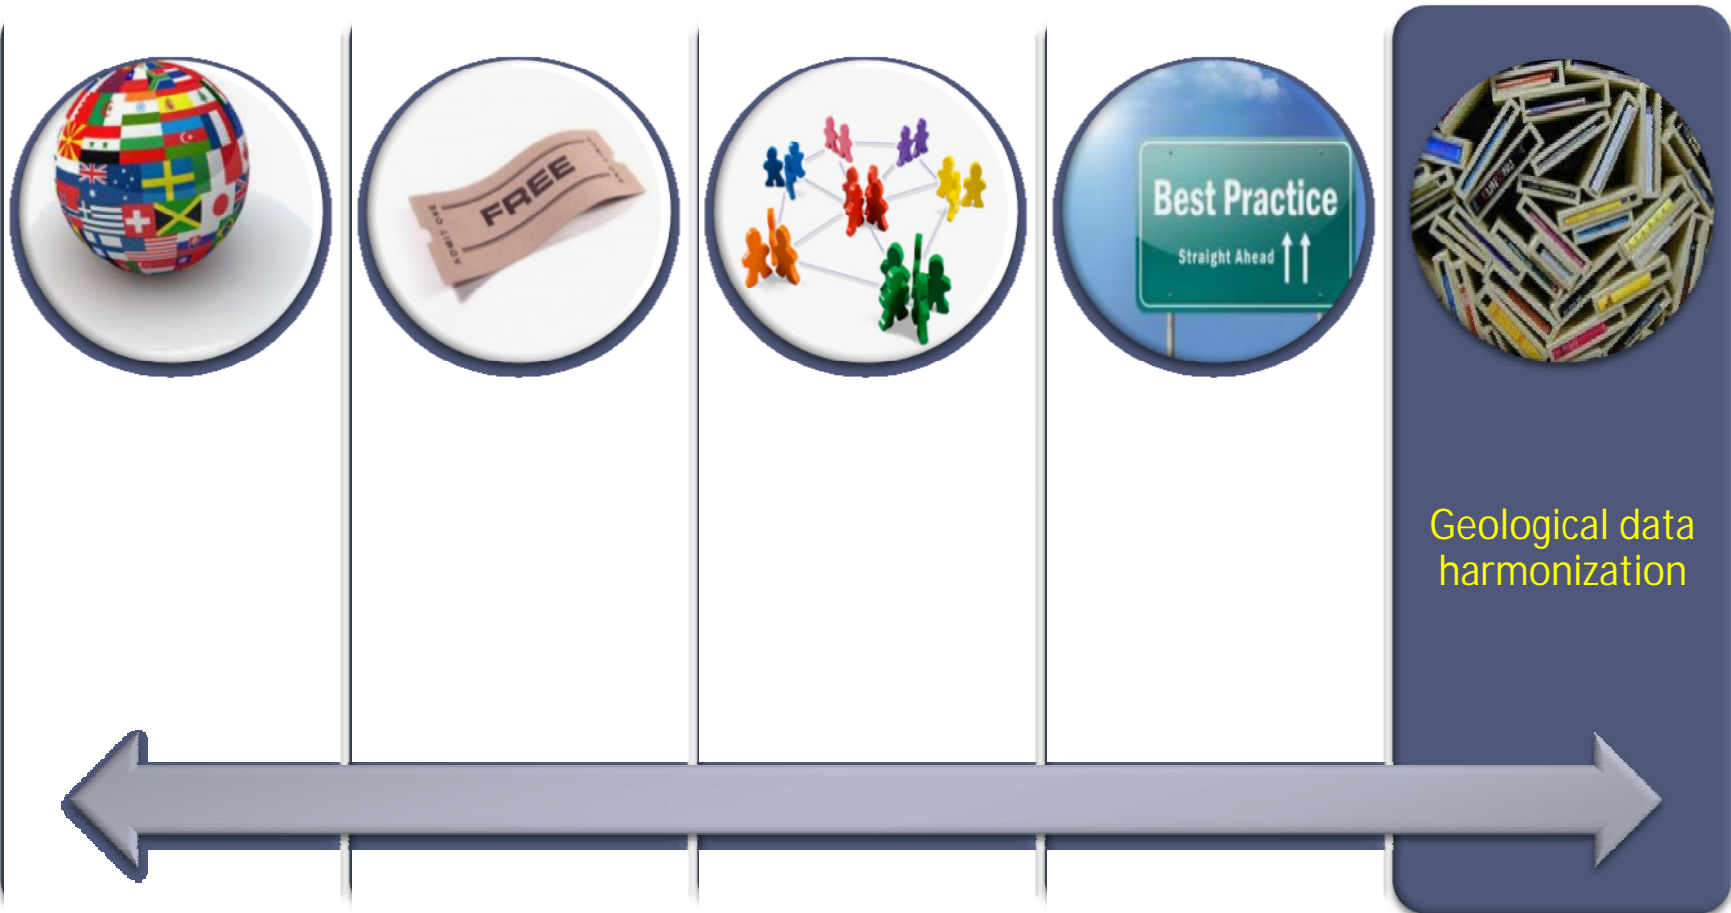 ADMIT ONE
FREE
Best Practice
Straight Ahead
Geological data
harmonization